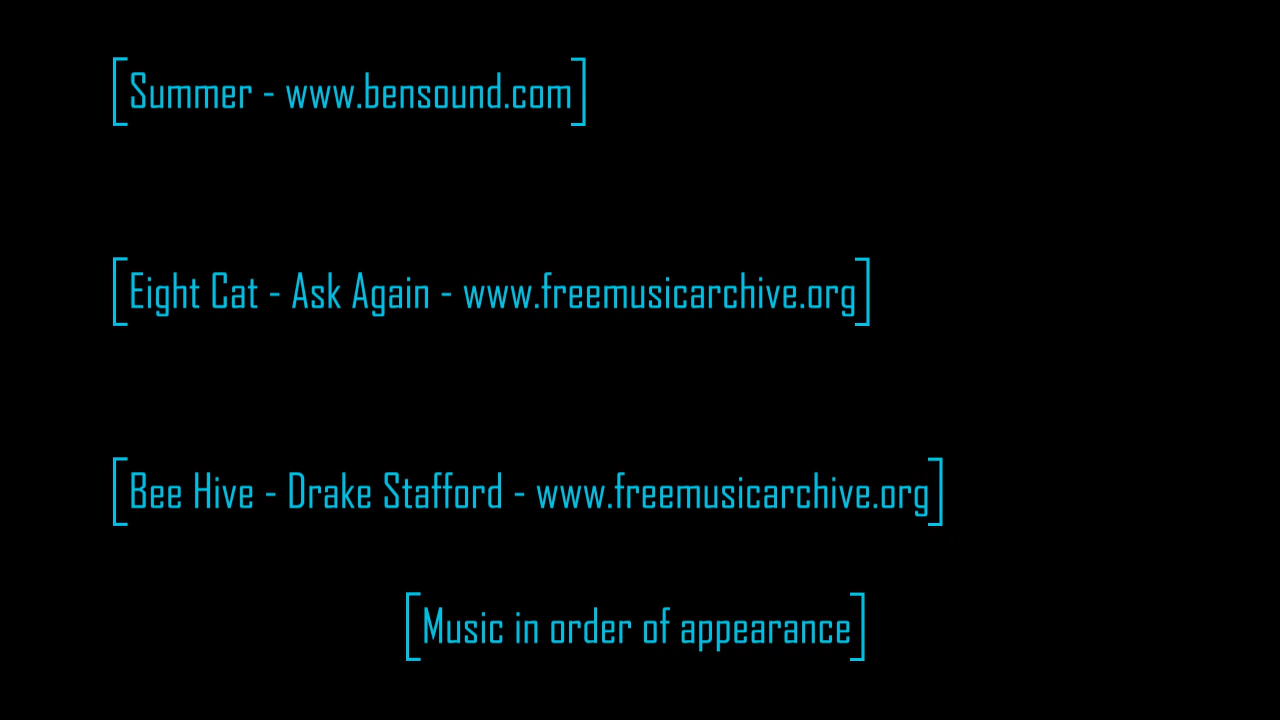 [Summer - www.bensound.com]
[Eight Cat - Ask Again - www.freemusicarchive.org]
[Bee Hive - Drake Stafford - www.freemusicarchive.org]
[Music in order of appearance]